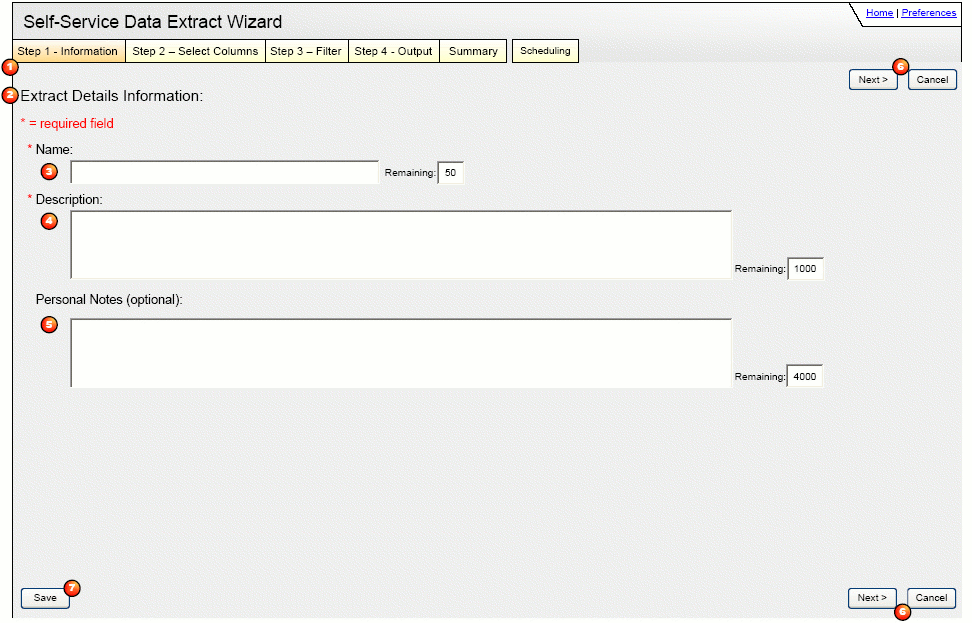 Self-Service Data Extract Wizard
Home | Preferences
Step 1 - Information Step 2 – Select Columns Step 3 – Filter Step 4 - Output Summary Scheduling
1
6
Next > Cancel
2 Extract Details Information:
* = required field
* Name:
3 Remaining: 50
* Description:
4
Remaining: 1000
Personal Notes (optional):
5
Remaining: 4000
7
Save Next > Cancel
6